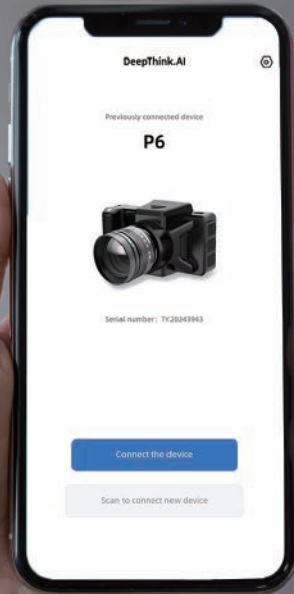 DeepThink.AI
Previously connected device
P6
Serial number: TY20243943
Connect the device
Scan to connect new device